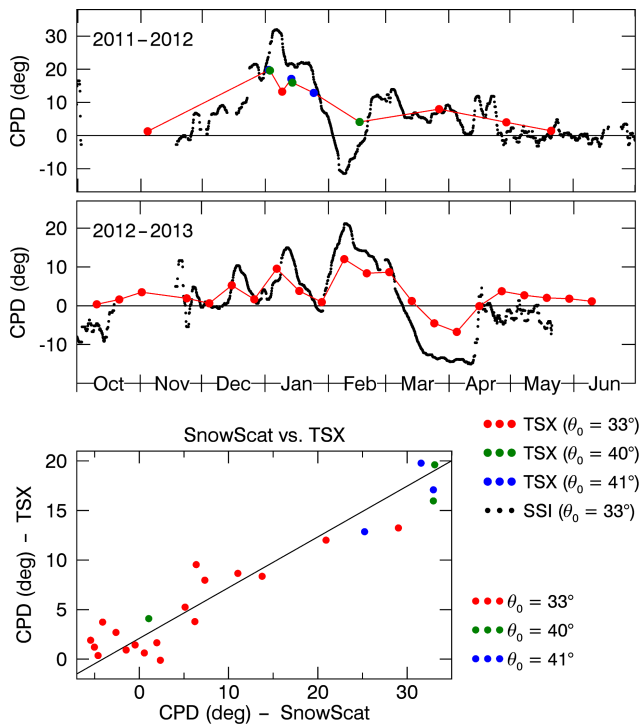 2011–2012
CPD (deg)
30
20
10
0
-10
2012–2013
CPD (deg)
20
10
0
-10
Oct Nov Dec Jan Feb Mar Apr May Jun
SnowScat vs. TSX
CPD (deg) – TSX
20
15
10
5
0
0 10 20 30
CPD (deg) – SnowScat
TSX (θ₀ = 33°)
TSX (θ₀ = 40°)
TSX (θ₀ = 41°)
SSI (θ₀ = 33°)
θ₀ = 33°
θ₀ = 40°
θ₀ = 41°